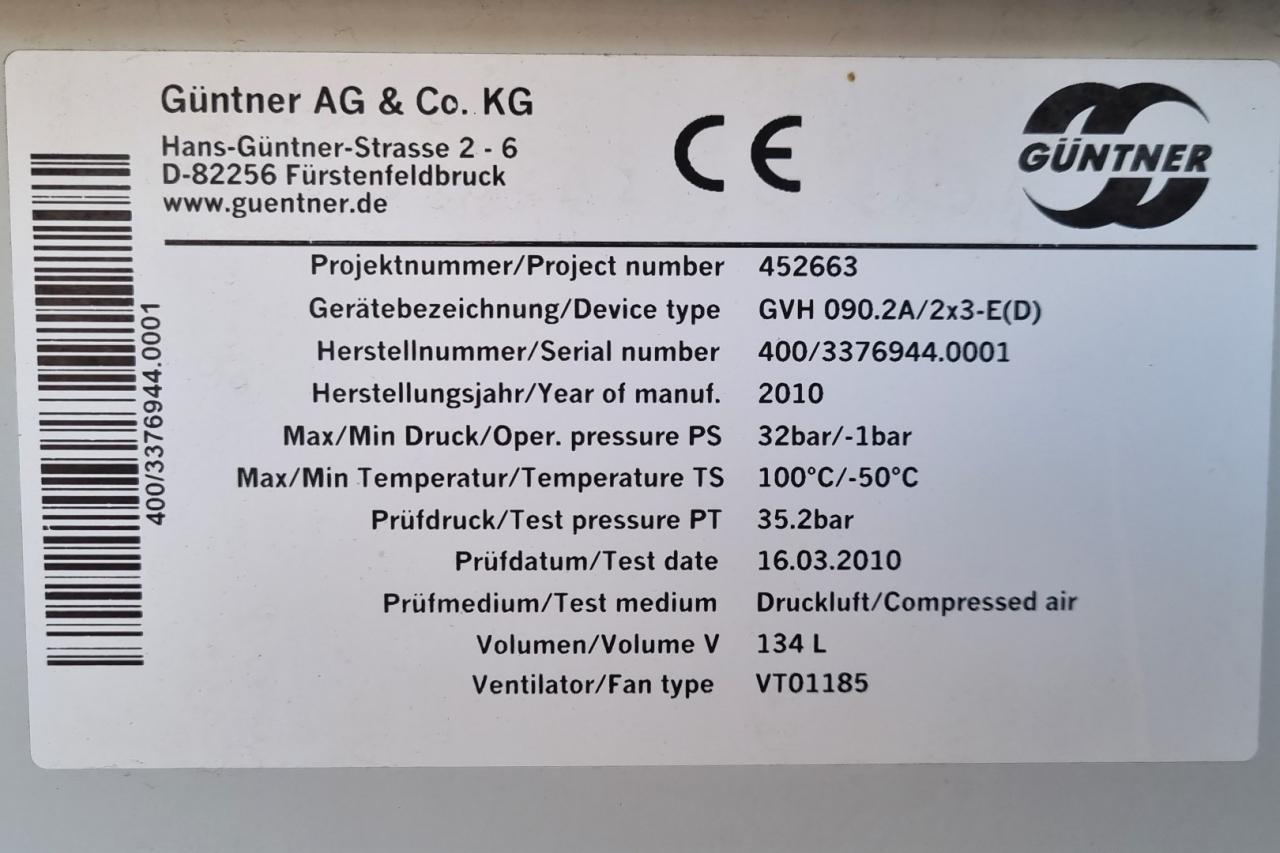 Güntner AG & Co. KG
Hans-Güntner-Strasse 2 - 6
D-82256 Fürstenfeldbruck
www.guentner.de
CE
GÜNTNER
400/3376944.0001
Projektnummer/Project number 452663
Gerätebezeichnung/Device type GVH 090.2A/2x3-E(D)
Herstellnummer/Serial number 400/3376944.0001
Herstellungsjahr/Year of manuf. 2010
Max/Min Druck/Oper. pressure PS 32bar/-1bar
Max/Min Temperatur/Temperature TS 100°C/-50°C
Prüfdruck/Test pressure PT 35.2bar
Prüfdatum/Test date 16.03.2010
Prüfmedium/Test medium Druckluft/Compressed air
Volumen/Volume V 134 L
Ventilator/Fan type VT01185